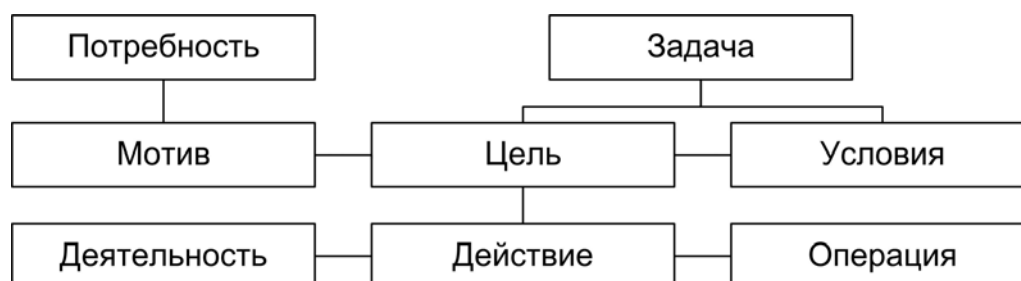 Потребность
Задача
Мотив
Цель
Условия
Деятельность
Действие
Операция